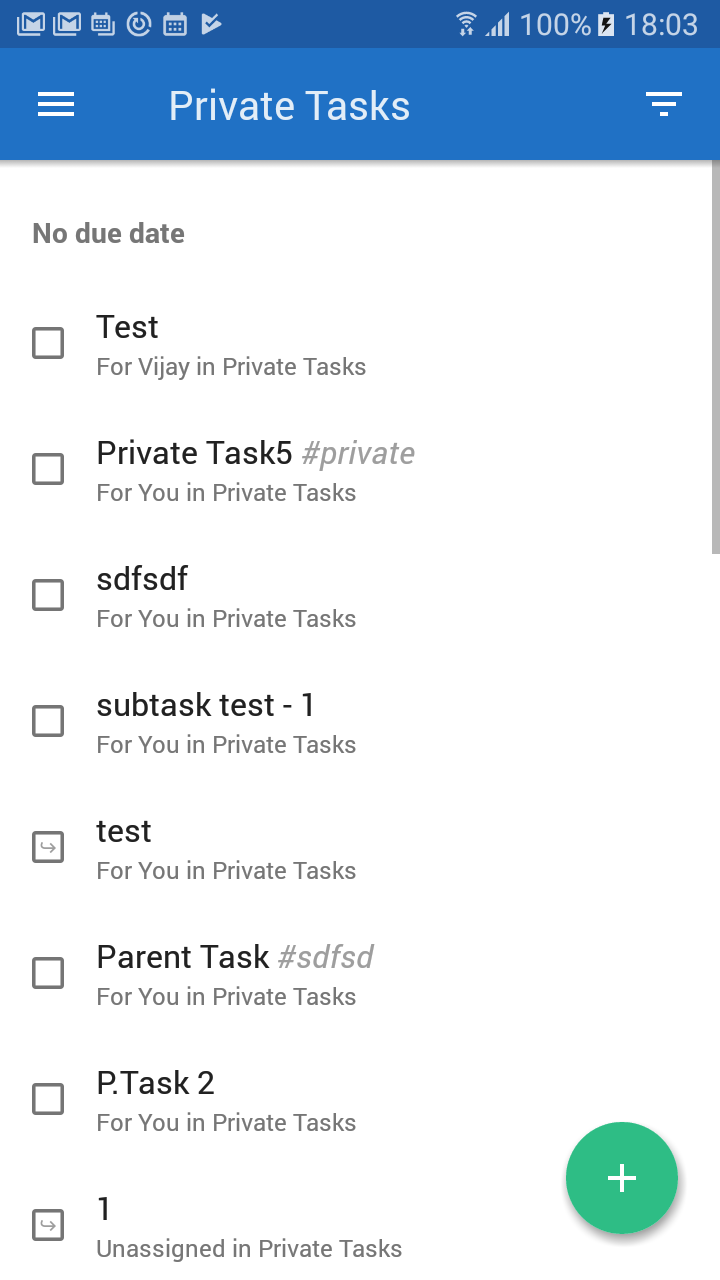 100% 18:03
Private Tasks
No due date
Test
For Vijay in Private Tasks
Private Task5 #private
For You in Private Tasks
sdfsdf
For You in Private Tasks
subtask test - 1
For You in Private Tasks
test
For You in Private Tasks
Parent Task #sdfsd
For You in Private Tasks
P.Task 2
For You in Private Tasks
1
Unassigned in Private Tasks